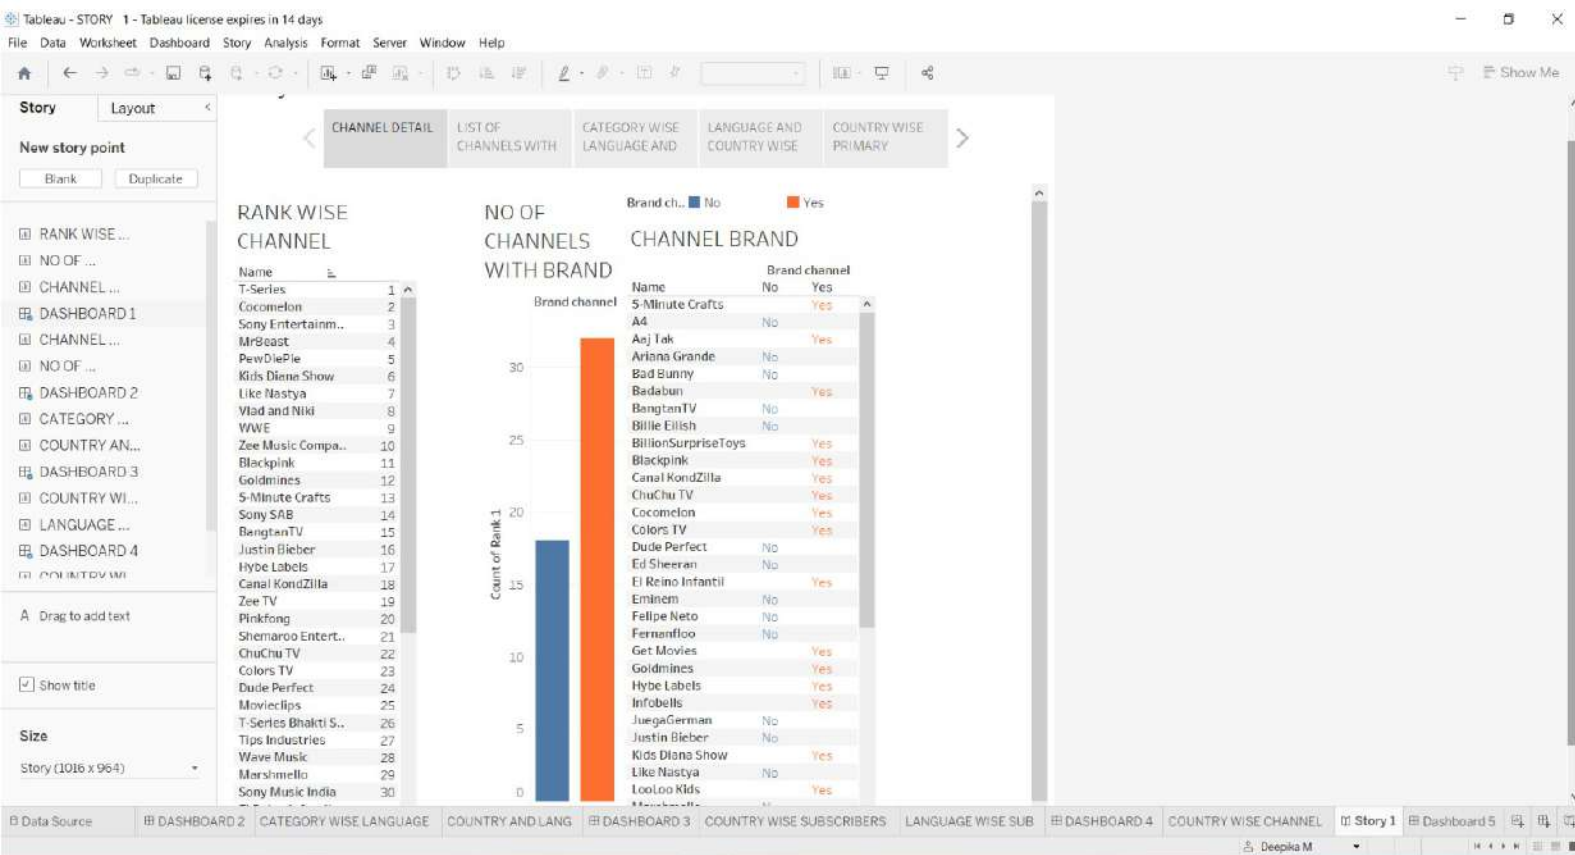 Tableau - STORY 1 - Tableau license expires in 14 days
File Data Worksheet Dashboard Story Analysis Format Server Window Help
Show Me
Story Layout
New story point
Blank Duplicate
RANK WISE ...
NO OF ...
CHANNEL ...
DASHBOARD 1
CHANNEL ...
NO OF ...
DASHBOARD 2
CATEGORY ...
COUNTRY AN...
DASHBOARD 3
COUNTRY WI...
LANGUAGE ...
DASHBOARD 4
COUNTRY WI
A Drag to add text
Show title
Size
Story (1016 x 964)
CHANNEL DETAIL
LIST OF
CHANNELS WITH
CATEGORY WISE
LANGUAGE AND
LANGUAGE AND
COUNTRY WISE
COUNTRY WISE
PRIMARY
RANK WISE
CHANNEL
Name
T-Series 1
Cocomelon 2
Sony Entertainm.. 3
MrBeast 4
PewDiePie 5
Kids Diana Show 6
Like Nastya 7
Vlad and Niki 8
WWE 9
Zee Music Compa.. 10
Blackpink 11
Goldmines 12
5-Minute Crafts 13
Sony SAB 14
BangtanTV 15
Justin Bieber 16
Hybe Labels 17
Canal KondZilla 18
Zee TV 19
Pinkfong 20
Shemaroo Entert.. 21
ChuChu TV 22
Colors TV 23
Dude Perfect 24
Movieclips 25
T-Series Bhakti S.. 26
Tips Industries 27
Wave Music 28
Marshmello 29
Sony Music India 30
NO OF
CHANNELS
WITH BRAND
Brand channel
30
25
20
15
10
5
0
Count of Rank.1
Brand ch.. No Yes
CHANNEL BRAND
Brand channel
Name No Yes
5-Minute Crafts Yes
A4 No
Aaj Tak Yes
Ariana Grande No
Bad Bunny No
Badabun Yes
BangtanTV No
Billie Eilish No
BillionSurpriseToys Yes
Blackpink Yes
Canal KondZilla Yes
ChuChu TV Yes
Cocomelon Yes
Colors TV Yes
Dude Perfect No
Ed Sheeran No
El Reino Infantil Yes
Eminem No
Felipe Neto No
Fernanfloo No
Get Movies Yes
Goldmines Yes
Hybe Labels Yes
Infobells Yes
JuegaGerman No
Justin Bieber No
Kids Diana Show Yes
Like Nastya No
LooLoo Kids Yes
Data Source DASHBOARD 2 CATEGORY WISE LANGUAGE COUNTRY AND LANG DASHBOARD 3 COUNTRY WISE SUBSCRIBERS LANGUAGE WISE SUB DASHBOARD 4 COUNTRY WISE CHANNEL Story 1 Dashboard 5
Deepika M